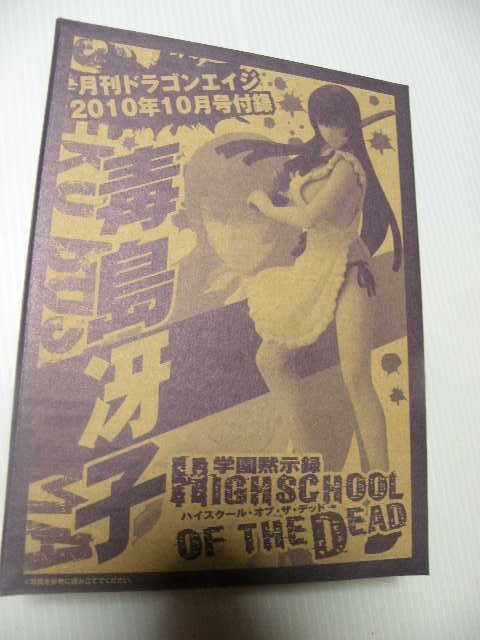 月刊ドラゴンエイジ
2010年10月号付録
毒島冴子
学園黙示録
HIGHSCHOOL
ハイスクール・オブ・ザ・デッド
OF THE DEAD